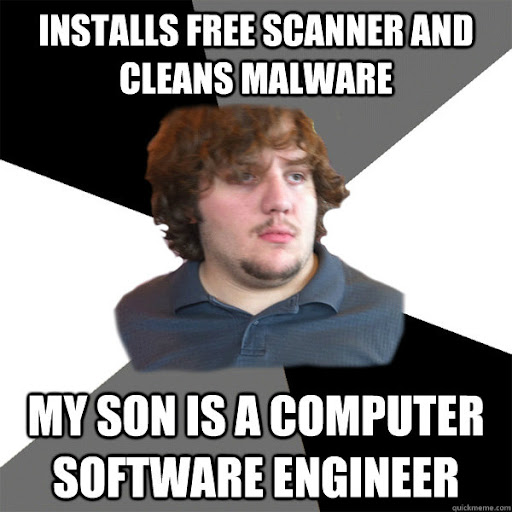 INSTALLS FREE SCANNER AND
CLEANS MALWARE
MY SON IS A COMPUTER
SOFTWARE ENGINEER
quickmeme.com